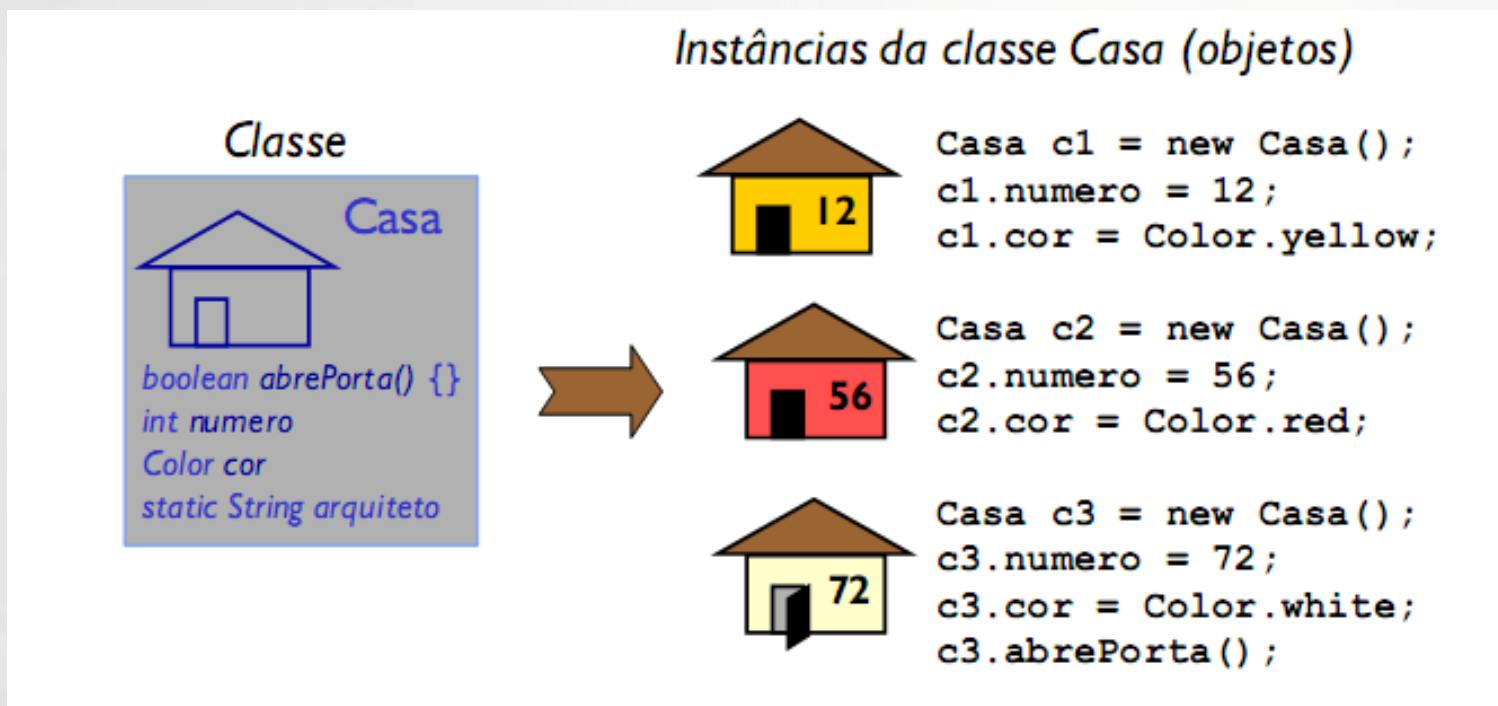 Instâncias da classe Casa (objetos)
Classe
Casa
boolean abrePorta() {}
int numero
Color cor
static String arquiteto
12
Casa c1 = new Casa();
c1.numero = 12;
c1.cor = Color.yellow;
56
Casa c2 = new Casa();
c2.numero = 56;
c2.cor = Color.red;
72
Casa c3 = new Casa();
c3.numero = 72;
c3.cor = Color.white;
c3.abrePorta();